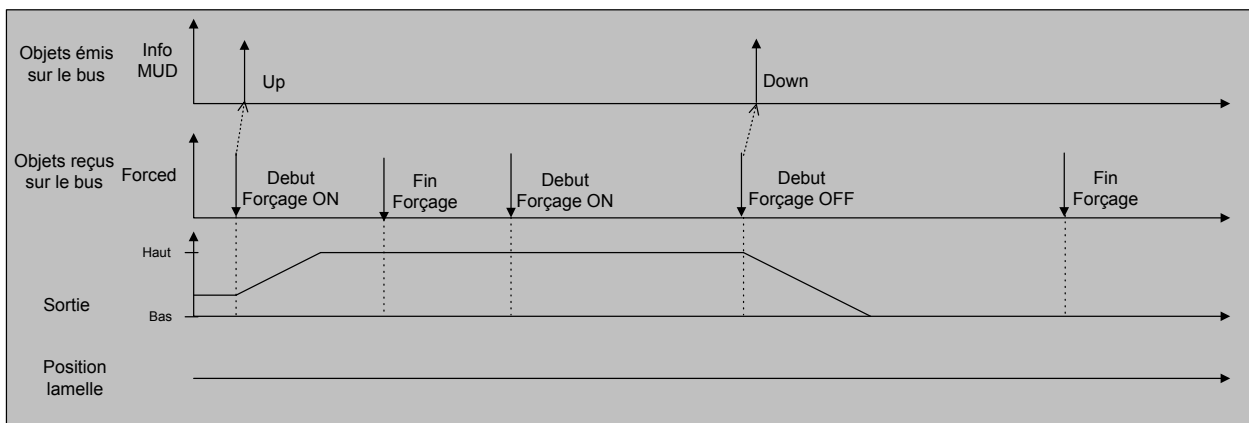 Objets émis
sur le bus
Info
MUD
Up
Down
Objets reçus
sur le bus
Forced
Debut
Forçage ON
Fin
Forçage
Debut
Forçage ON
Debut
Forçage OFF
Fin
Forçage
Haut
Sortie
Bas
Position
lamelle